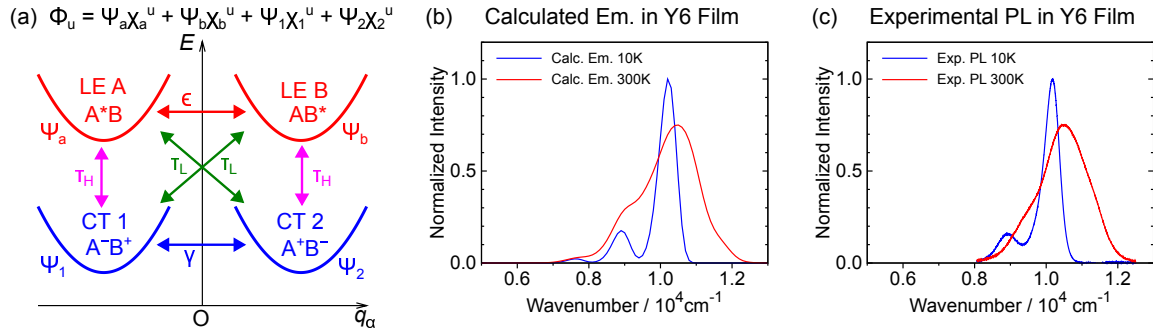 (a) Φu = Ψaχa^u + Ψbχb^u + Ψ1χ1^u + Ψ2χ2^u
E
LE A
A*B
ϵ
LE B
AB*
Ψa
Ψb
τH
τL
τL
τH
CT 1
A⁻B⁺
γ
CT 2
A⁺B⁻
Ψ1
Ψ2
O
qα
(b) Calculated Em. in Y6 Film
Calc. Em. 10K
Calc. Em. 300K
Normalized Intensity
1.0
0.5
0.0
0.6 0.8 1.0 1.2
Wavenumber / 10⁴cm⁻¹
(c) Experimental PL in Y6 Film
Exp. PL 10K
Exp. PL 300K
Normalized Intensity
1.0
0.5
0.0
0.6 0.8 1.0 1.2
Wavenumber / 10⁴cm⁻¹